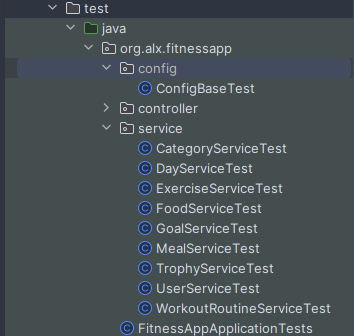 test
java
org.alx.fitnessapp
config
ConfigBaseTest
controller
service
CategoryServiceTest
DayServiceTest
ExerciseServiceTest
FoodServiceTest
GoalServiceTest
MealServiceTest
TrophyServiceTest
UserServiceTest
WorkoutRoutineServiceTest
FitnessAppApplicationTests